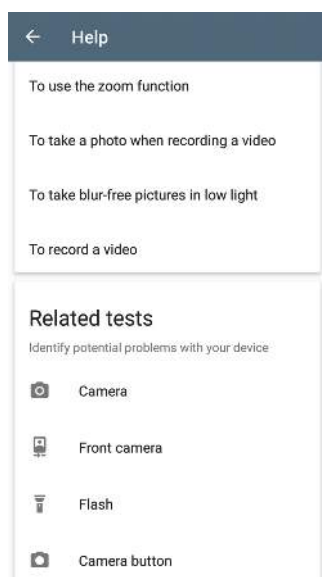 Help
To use the zoom function
To take a photo when recording a video
To take blur-free pictures in low light
To record a video
Related tests
Identify potential problems with your device
Camera
Front camera
Flash
Camera button